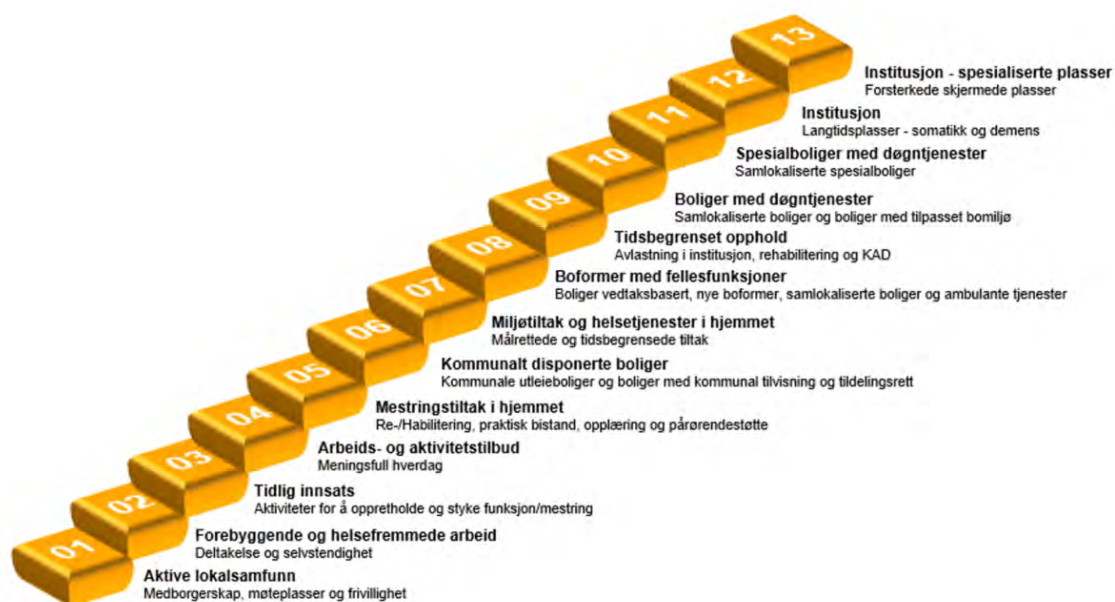 13
Institusjon - spesialiserte plasser
Forsterkede skjermede plasser
12
Institusjon
Langtidsplasser - somatikk og demens
11
Spesialboliger med døgntjenester
Samlokaliserte spesialboliger
10
Boliger med døgntjenester
Samlokaliserte boliger og boliger med tilpasset bomiljø
09
Tidsbegrenset opphold
Avlastning i institusjon, rehabilitering og KAD
08
Boformer med fellesfunksjoner
Boliger vedtaksbasert, nye boformer, samlokaliserte boliger og ambulante tjenester
07
Miljøtiltak og helsetjenester i hjemmet
Målrettede og tidsbegrensede tiltak
06
Kommunalt disponerte boliger
Kommunale utleieboliger og boliger med kommunal tilvisning og tildelingsrett
05
Mestringstiltak i hjemmet
Re-/Habilitering, praktisk bistand, opplæring og pårørendestøtte
04
Arbeids- og aktivitetstilbud
Meningsfull hverdag
03
Tidlig innsats
Aktiviteter for å oppretholde og styke funksjon/mestring
02
Forebyggende og helsefremmede arbeid
Deltakelse og selvstendighet
01
Aktive lokalsamfunn
Medborgerskap, møteplasser og frivillighet